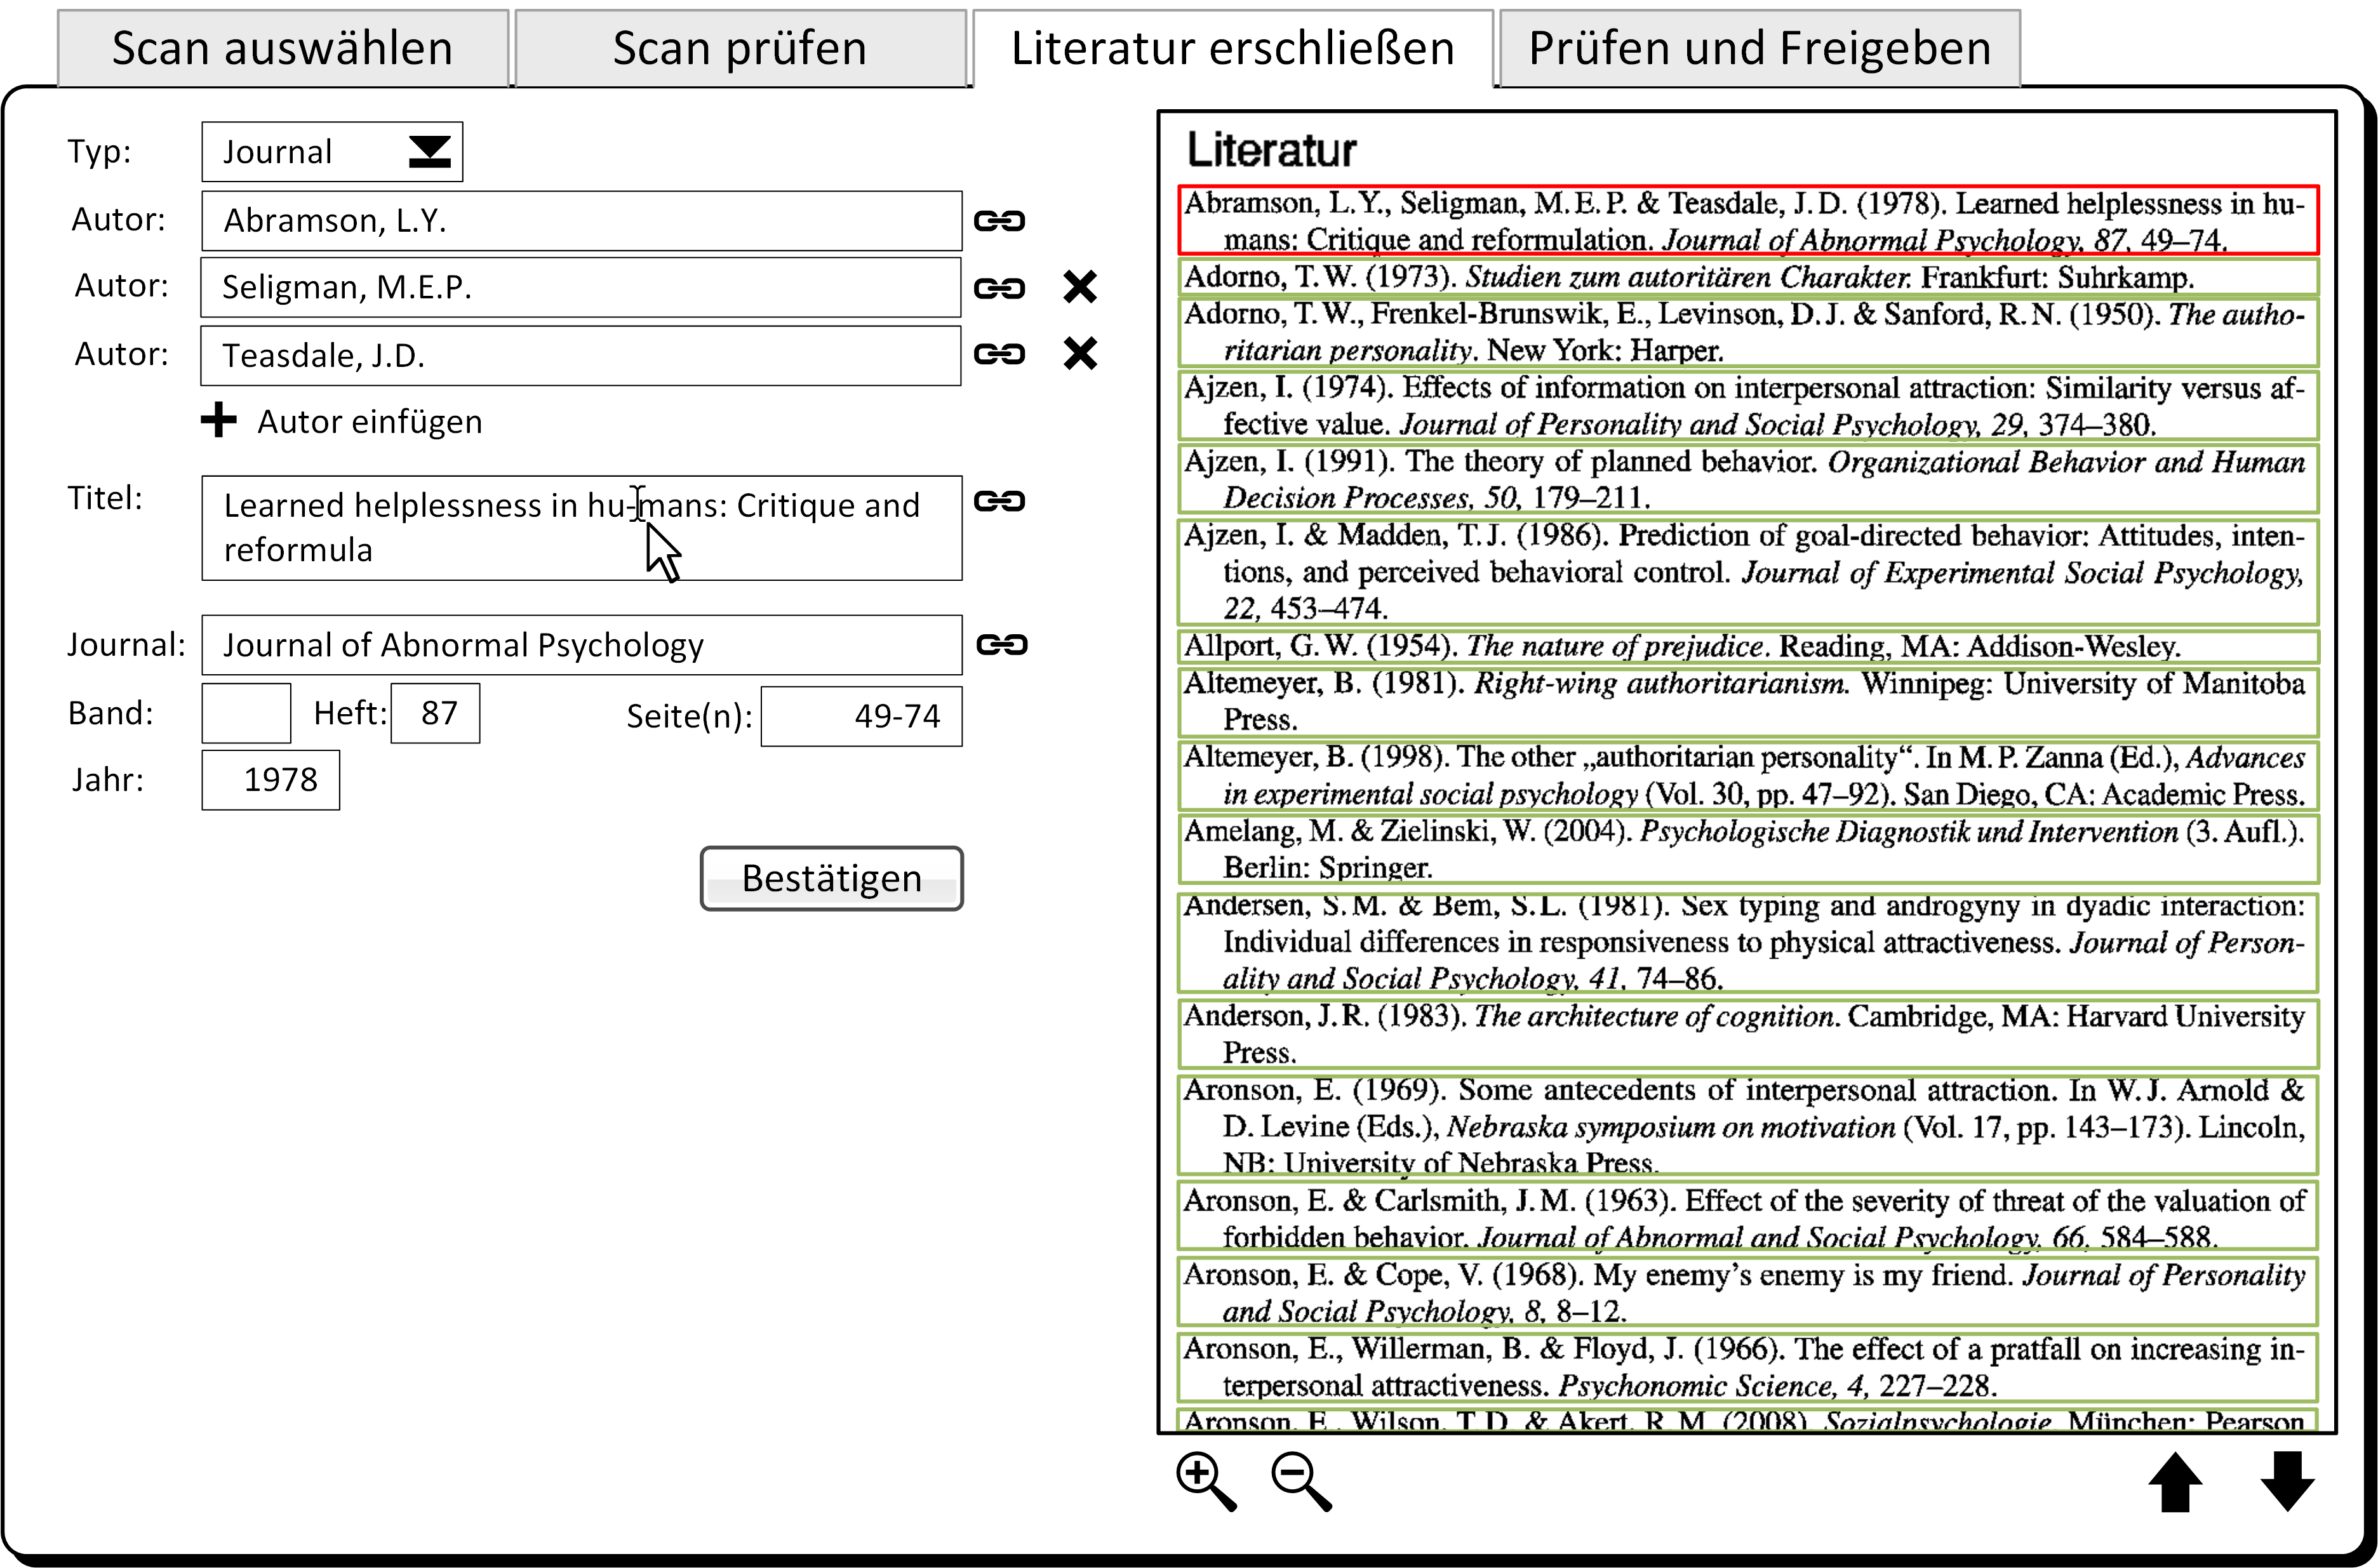 Scan auswählen
Scan prüfen
Literatur erschließen
Prüfen und Freigeben
Typ: Journal
Autor: Abramson, L.Y.
Autor: Seligman, M.E.P.
Autor: Teasdale, J.D.
Autor einfügen
Titel: Learned helplessness in hu-mans: Critique and
reformula
Journal: Journal of Abnormal Psychology
Band: Heft: 87 Seite(n): 49-74
Jahr: 1978
Bestätigen
Literatur
Abramson, L.Y., Seligman, M.E.P. & Teasdale, J.D. (1978). Learned helplessness in hu-
mans: Critique and reformulation. Journal of Abnormal Psychology, 87, 49–74.
Adorno, T.W. (1973). Studien zum autoritären Charakter. Frankfurt: Suhrkamp.
Adorno, T.W., Frenkel-Brunswik, E., Levinson, D.J. & Sanford, R.N. (1950). The autho-
ritarian personality. New York: Harper.
Ajzen, I. (1974). Effects of information on interpersonal attraction: Similarity versus af-
fective value. Journal of Personality and Social Psychology, 29, 374–380.
Ajzen, I. (1991). The theory of planned behavior. Organizational Behavior and Human
Decision Processes, 50, 179–211.
Ajzen, I. & Madden, T.J. (1986). Prediction of goal-directed behavior: Attitudes, inten-
tions, and perceived behavioral control. Journal of Experimental Social Psychology,
22, 453–474.
Allport, G.W. (1954). The nature of prejudice. Reading, MA: Addison-Wesley.
Altemeyer, B. (1981). Right-wing authoritarianism. Winnipeg: University of Manitoba
Press.
Altemeyer, B. (1998). The other „authoritarian personality“. In M.P. Zanna (Ed.), Advances
in experimental social psychology (Vol. 30, pp. 47–92). San Diego, CA: Academic Press.
Amelang, M. & Zielinski, W. (2004). Psychologische Diagnostik und Intervention (3. Aufl.).
Berlin: Springer.
Andersen, S.M. & Bem, S.L. (1981). Sex typing and androgyny in dyadic interaction:
Individual differences in responsiveness to physical attractiveness. Journal of Person-
ality and Social Psychology, 41, 74–86.
Anderson, J.R. (1983). The architecture of cognition. Cambridge, MA: Harvard University
Press.
Aronson, E. (1969). Some antecedents of interpersonal attraction. In W.J. Arnold &
D. Levine (Eds.), Nebraska symposium on motivation (Vol. 17, pp. 143–173). Lincoln,
NB: University of Nebraska Press.
Aronson, E. & Carlsmith, J.M. (1963). Effect of the severity of threat of the valuation of
forbidden behavior. Journal of Abnormal and Social Psychology, 66, 584–588.
Aronson, E. & Cope, V. (1968). My enemy’s enemy is my friend. Journal of Personality
and Social Psychology, 8, 8–12.
Aronson, E., Willerman, B. & Floyd, J. (1966). The effect of a pratfall on increasing in-
terpersonal attractiveness. Psychonomic Science, 4, 227–228.
Aronson, E., Wilson, T.D. & Akert, R.M. (2008). Sozialpsychologie. München: Pearson